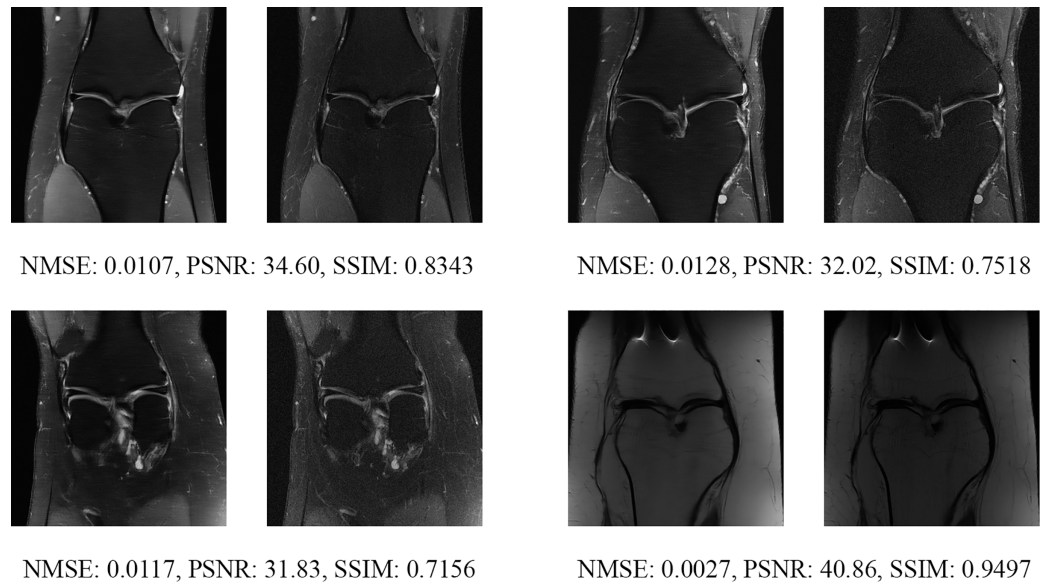 NMSE: 0.0107, PSNR: 34.60, SSIM: 0.8343
NMSE: 0.0128, PSNR: 32.02, SSIM: 0.7518
NMSE: 0.0117, PSNR: 31.83, SSIM: 0.7156
NMSE: 0.0027, PSNR: 40.86, SSIM: 0.9497